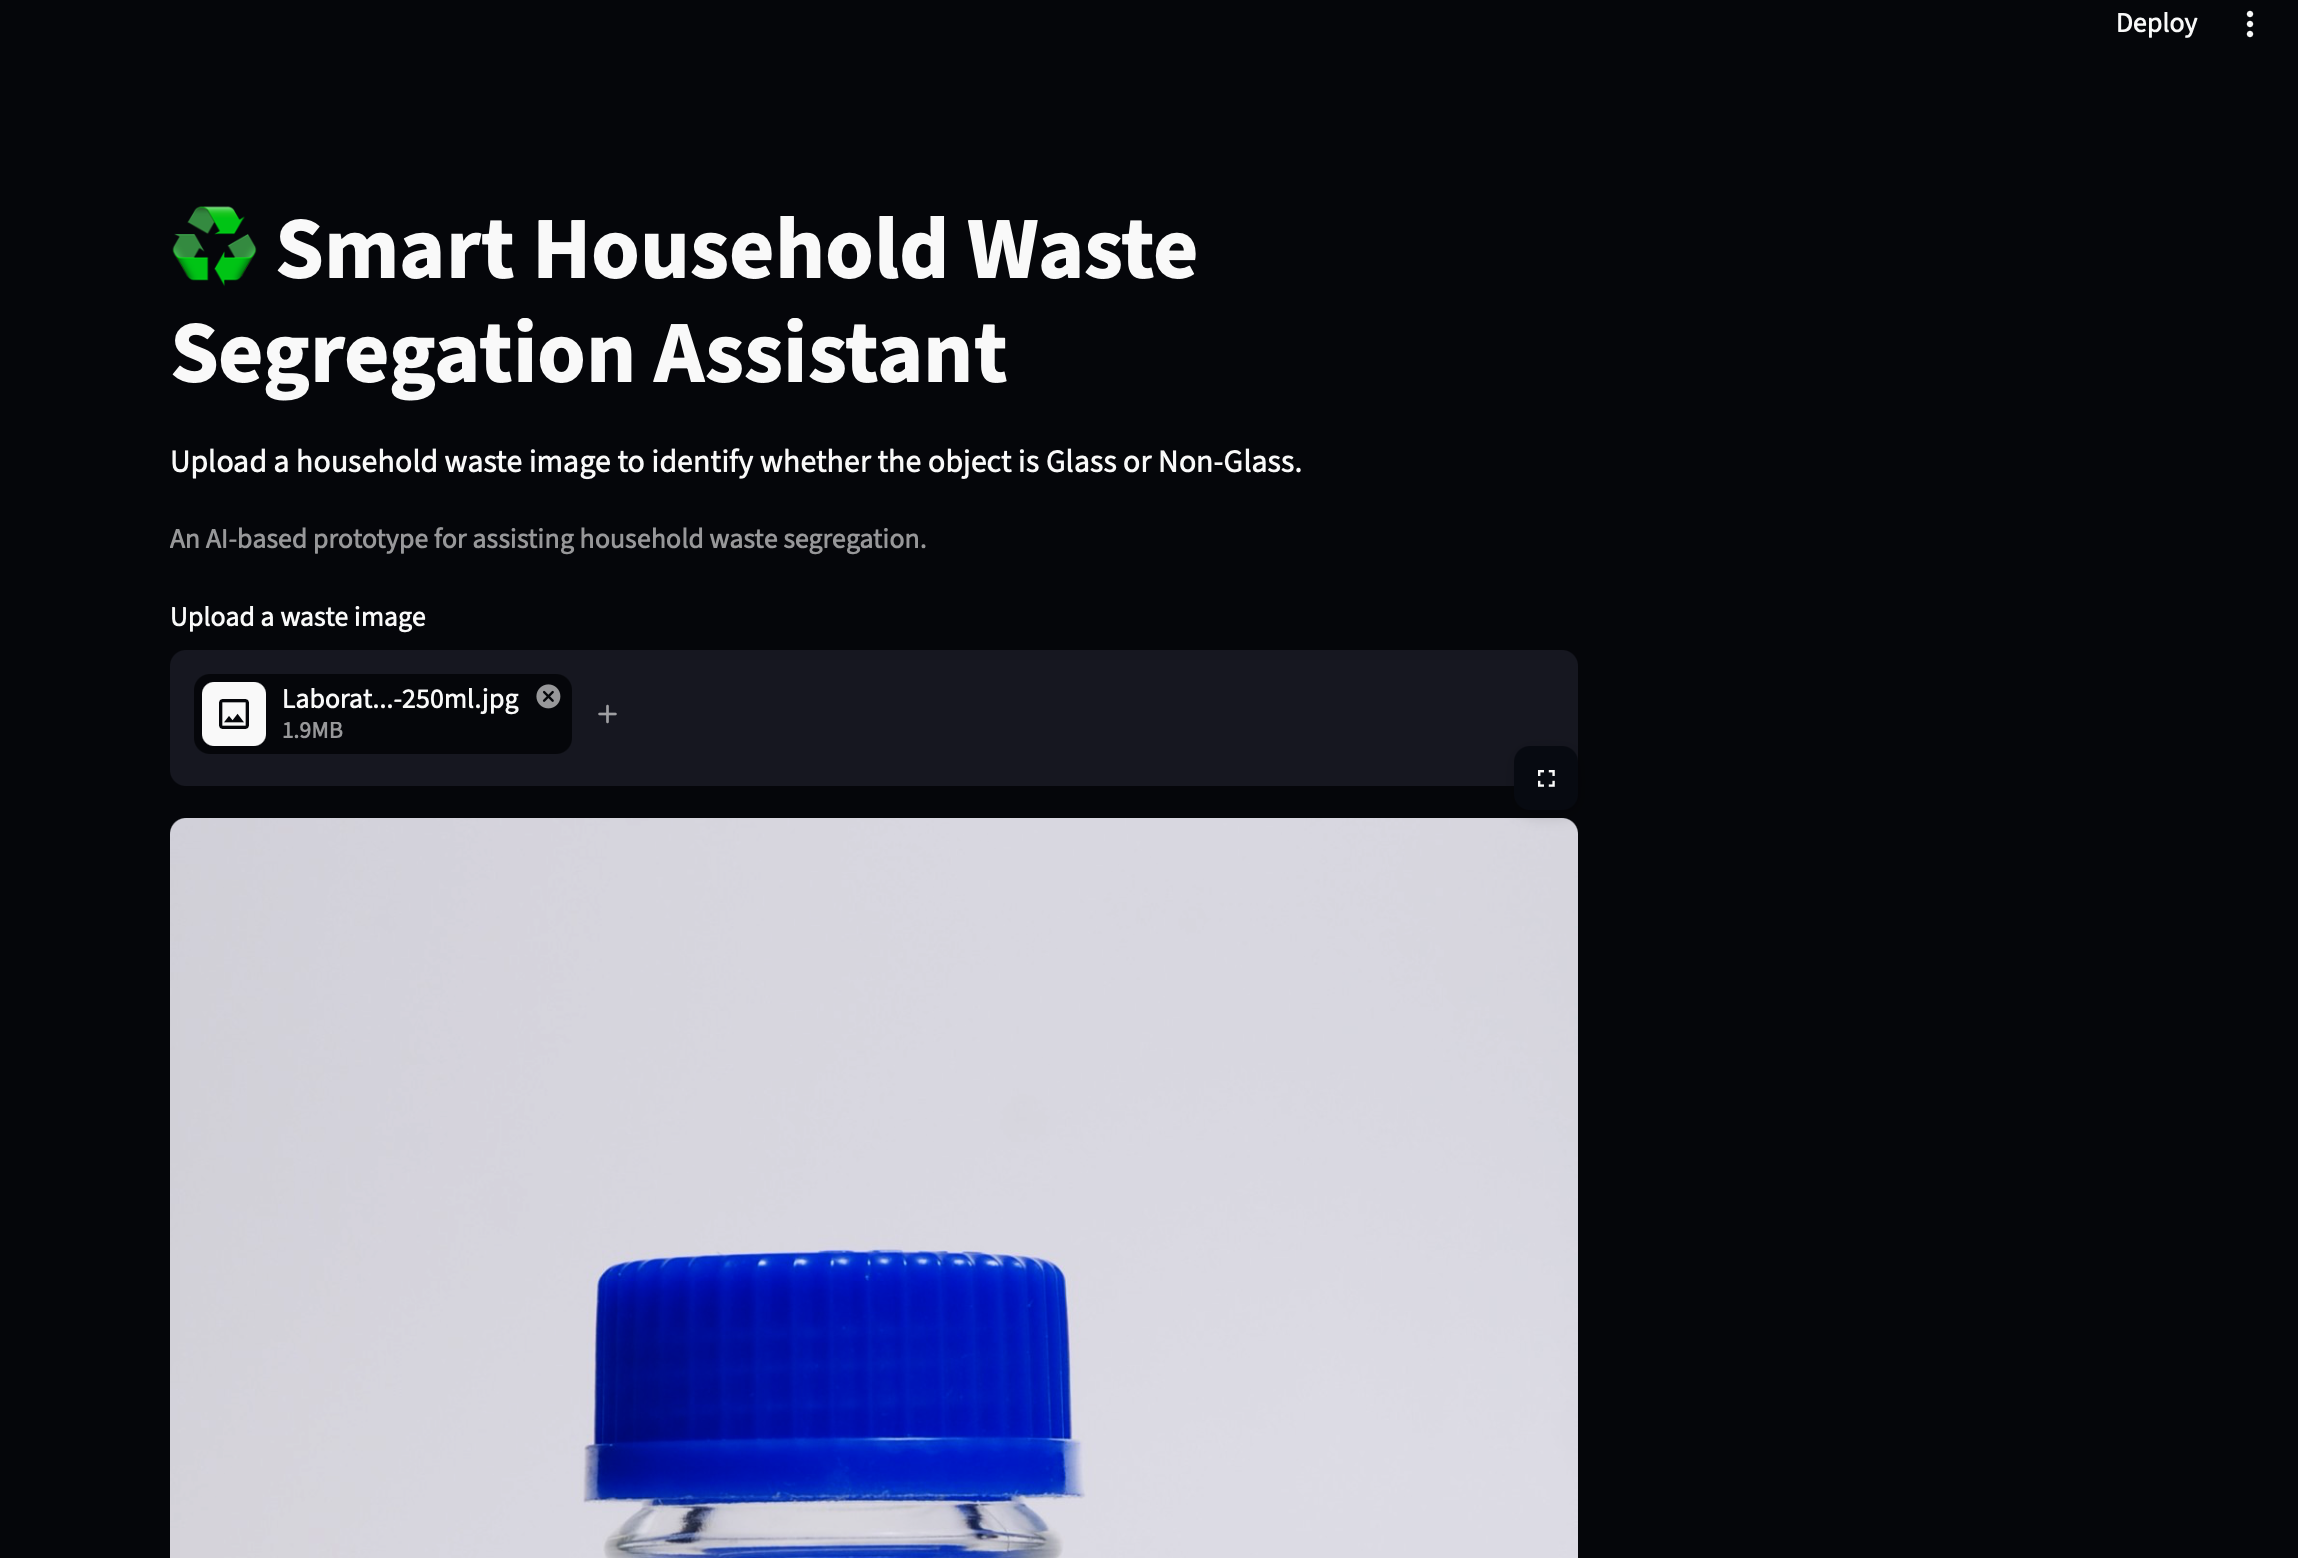 Deploy
Smart Household Waste
Segregation Assistant
Upload a household waste image to identify whether the object is Glass or Non-Glass.
An AI-based prototype for assisting household waste segregation.
Upload a waste image
Laborat...-250ml.jpg
1.9MB